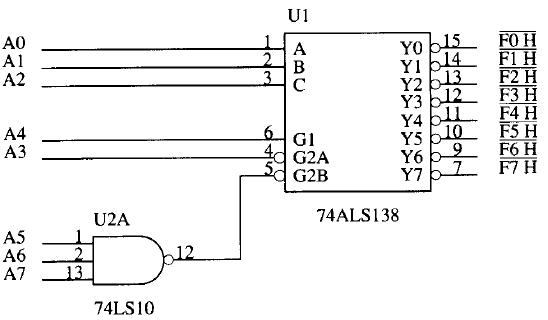 U1
A0 1 A Y0 15 F0 H
A1 2 B Y1 14 F1 H
A2 3 C Y2 13 F2 H
Y3 12 F3 H
Y4 11 F4 H
A4 6 G1 Y5 10 F5 H
A3 4 G2A Y6 9 F6 H
5 G2B Y7 7 F7 H
74ALS138
U2A
A5 1
A6 2 12
A7 13
74LS10